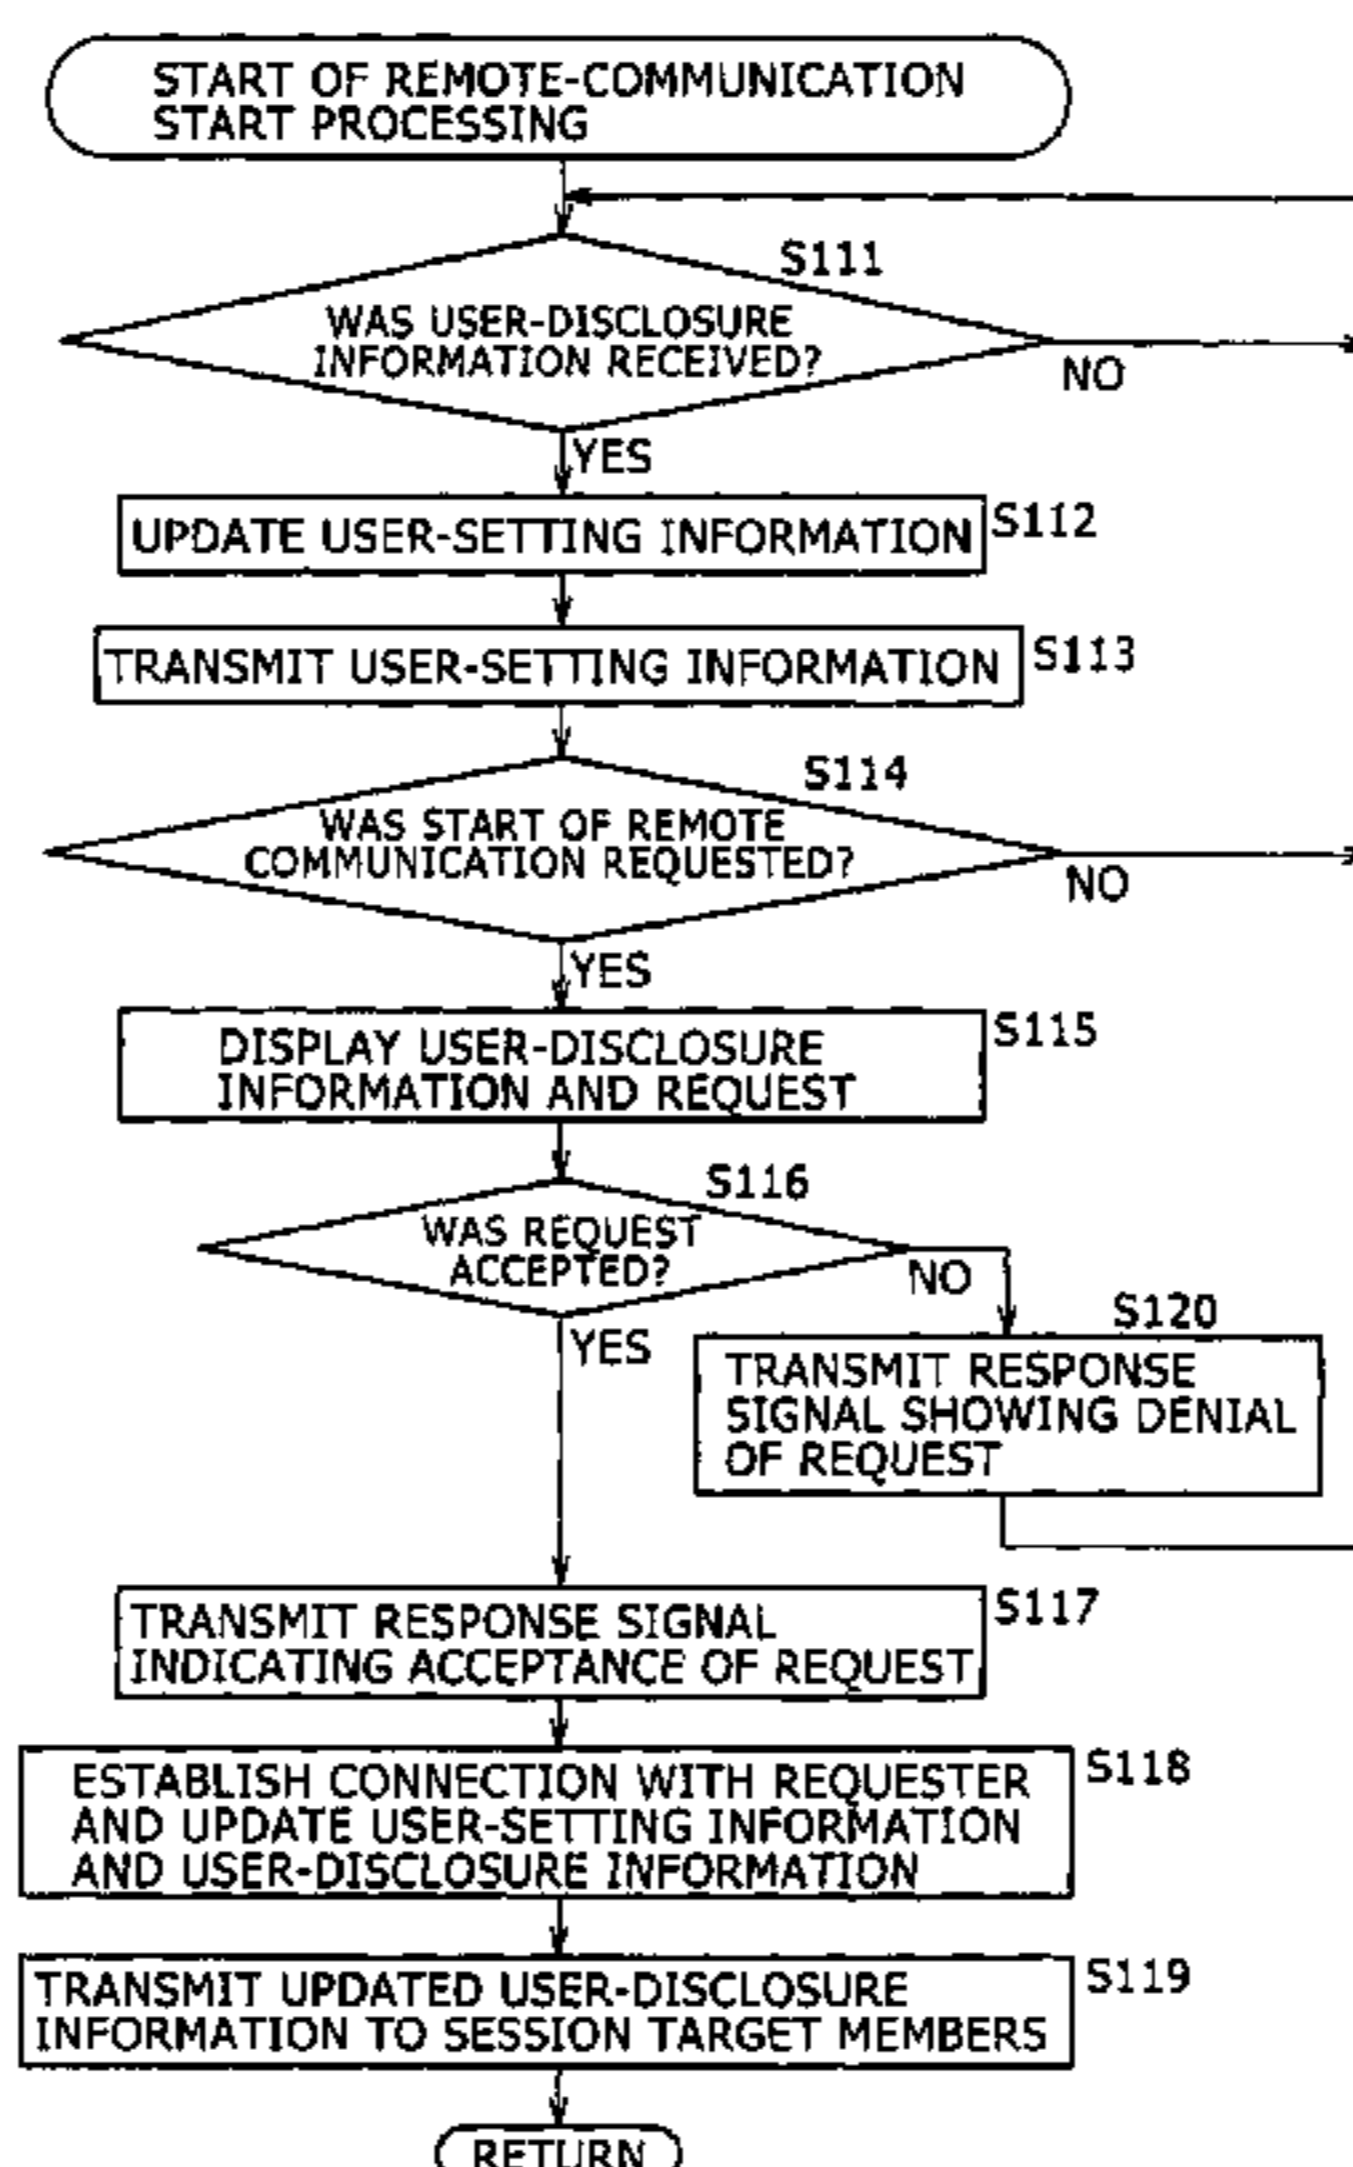 START OF REMOTE-COMMUNICATION
START PROCESSING
S111
WAS USER-DISCLOSURE
INFORMATION RECEIVED?
NO
YES
UPDATE USER-SETTING INFORMATION
S112
TRANSMIT USER-SETTING INFORMATION
S113
S114
WAS START OF REMOTE
COMMUNICATION REQUESTED?
NO
YES
DISPLAY USER-DISCLOSURE
INFORMATION AND REQUEST
S115
S116
WAS REQUEST
ACCEPTED?
NO
YES
S120
TRANSMIT RESPONSE
SIGNAL SHOWING DENIAL
OF REQUEST
TRANSMIT RESPONSE SIGNAL
INDICATING ACCEPTANCE OF REQUEST
S117
ESTABLISH CONNECTION WITH REQUESTER
AND UPDATE USER-SETTING INFORMATION
AND USER-DISCLOSURE INFORMATION
S118
TRANSMIT UPDATED USER-DISCLOSURE
INFORMATION TO SESSION TARGET MEMBERS
S119
RETURN